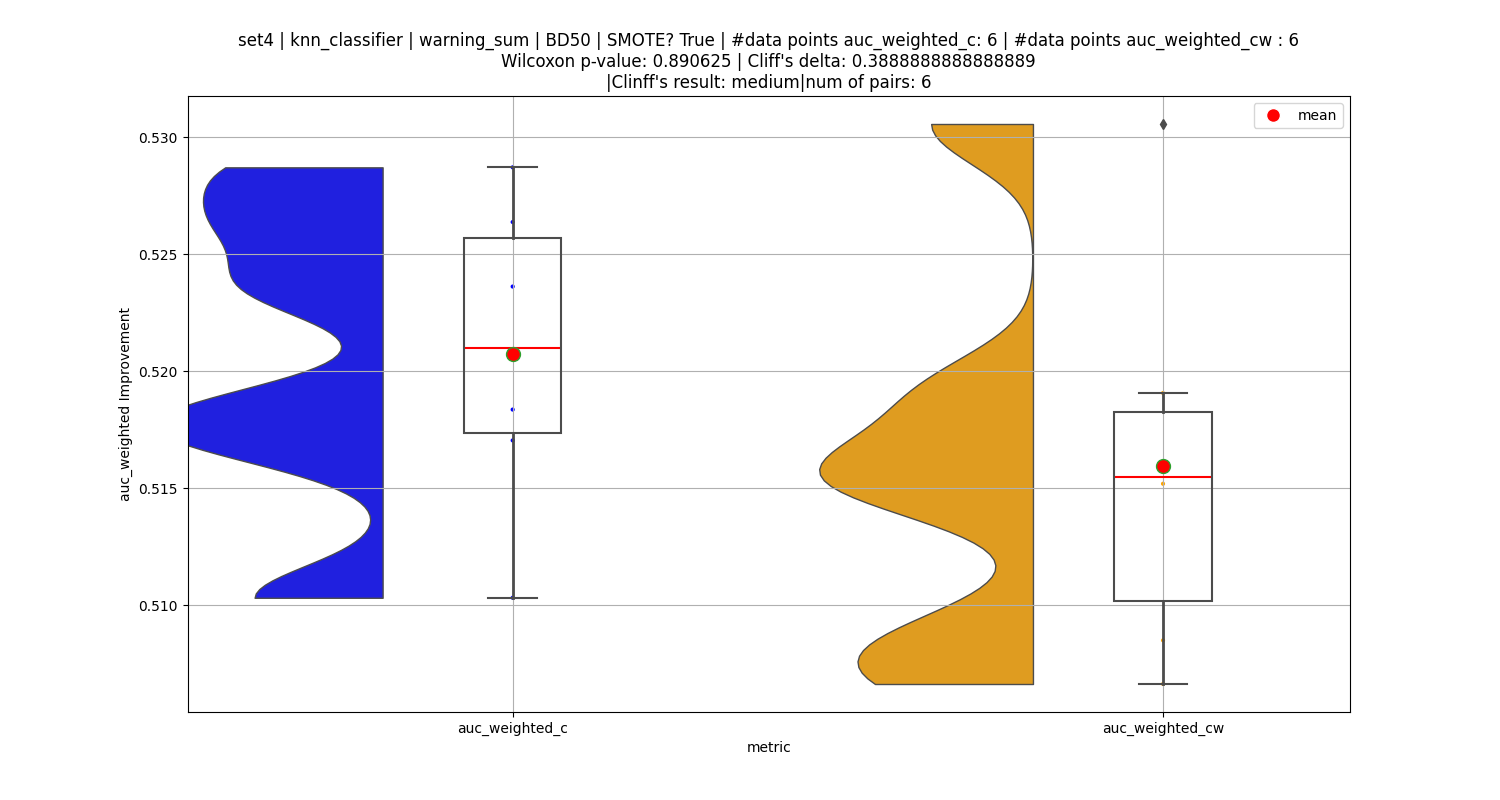 set4 | knn_classifier | warning_sum | BD50 | SMOTE? True | #data points auc_weighted_c: 6 | #data points auc_weighted_cw : 6
Wilcoxon p-value: 0.890625 | Cliff's delta: 0.3888888888888889
|Clinff's result: medium|num of pairs: 6
mean
0.530
0.525
0.520
0.515
0.510
auc_weighted Improvement
auc_weighted_c
auc_weighted_cw
metric